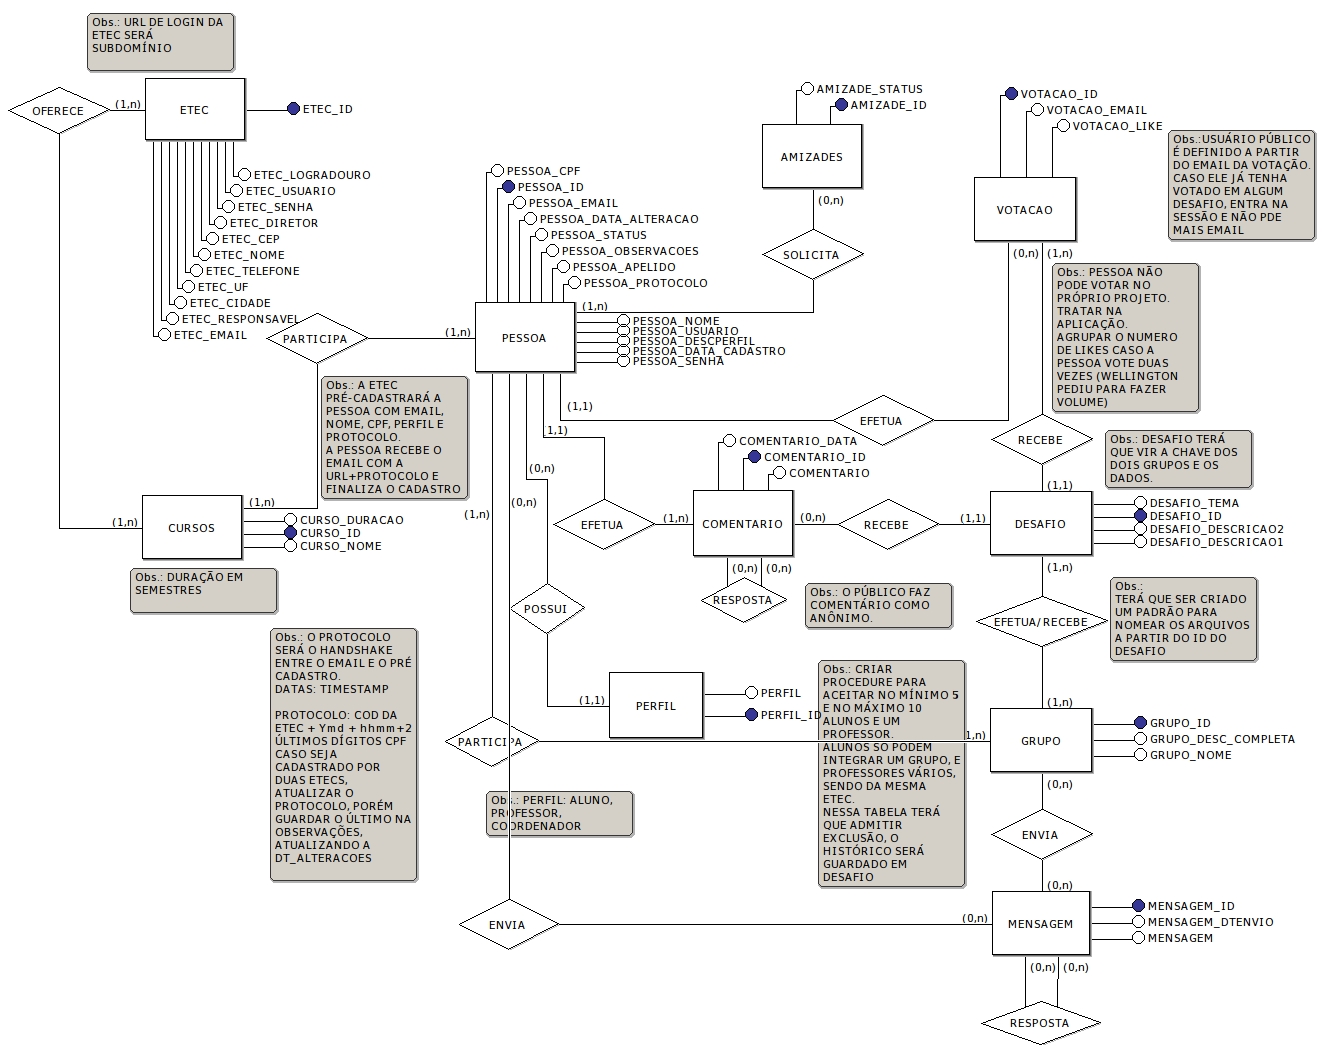 Obs.: URL DE LOGIN DA
ETEC SERÁ
SUBDOMÍNIO
OFERECE
(1,n)
ETEC
ETEC_ID
ETEC_LOGRADOURO
ETEC_USUARIO
ETEC_SENHA
ETEC_DIRETOR
ETEC_CEP
ETEC_NOME
ETEC_TELEFONE
ETEC_UF
ETEC_CIDADE
ETEC_RESPONSAVEL
ETEC_EMAIL
PARTICIPA
(1,n)
AMIZADE_STATUS
AMIZADE_ID
AMIZADES
(0,n)
SOLICITA
(1,n)
VOTACAO_ID
VOTACAO_EMAIL
VOTACAO_LIKE
VOTACAO
(0,n)
(1,n)
Obs.:USUÁRIO PÚBLICO
É DEFINIDO A PARTIR
DO EMAIL DA VOTAÇÃO.
CASO ELE JÁ TENHA
VOTADO EM ALGUM
DESAFIO, ENTRA NA
SESSÃO E NÃO PDE
MAIS EMAIL
PESSOA_CPF
PESSOA_ID
PESSOA_EMAIL
PESSOA_DATA_ALTERACAO
PESSOA_STATUS
PESSOA_OBSERVACOES
PESSOA_APELIDO
PESSOA_PROTOCOLO
PESSOA
PESSOA_NOME
PESSOA_USUARIO
PESSOA_DESCPERFIL
PESSOA_DATA_CADASTRO
PESSOA_SENHA
Obs.: PESSOA NÃO
PODE VOTAR NO
PRÓPRIO PROJETO.
TRATAR NA
APLICAÇÃO.
AGRUPAR O NUMERO
DE LIKES CASO A
PESSOA VOTE DUAS
VEZES (WELLINGTON
PEDIU PARA FAZER
VOLUME)
Obs.: A ETEC
PRÉ-CADASTRARÁ A
PESSOA COM EMAIL,
NOME, CPF, PERFIL E
PROTOCOLO.
A PESSOA RECEBE O
EMAIL COM A
URL+PROTOCOLO E
FINALIZA O CADASTRO
(1,1)
EFETUA
(1,1)
(0,n)
(0,n)
(1,n)
RECEBE
(1,1)
Obs.: DESAFIO TERÁ
QUE VIR A CHAVE DOS
DOIS GRUPOS E OS
DADOS.
COMENTARIO_DATA
COMENTARIO_ID
COMENTARIO
(1,n)
(1,n)
CURSOS
CURSO_DURACAO
CURSO_ID
CURSO_NOME
Obs.: DURAÇÃO EM
SEMESTRES
EFETUA
(1,n)
COMENTARIO
(0,n)
RECEBE
(1,1)
DESAFIO
DESAFIO_TEMA
DESAFIO_ID
DESAFIO_DESCRICAO2
DESAFIO_DESCRICAO1
(0,n)
(0,n)
RESPOSTA
(1,n)
POSSUI
Obs.: O PÚBLICO FAZ
COMENTÁRIO COMO
ANÔNIMO.
EFETUA/RECEBE
Obs.:
TERÁ QUE SER CRIADO
UM PADRÃO PARA
NOMEAR OS ARQUIVOS
A PARTIR DO ID DO
DESAFIO
Obs.: O PROTOCOLO
SERÁ O HANDSHAKE
ENTRE O EMAIL E O PRÉ
CADASTRO.
DATAS: TIMESTAMP
PROTOCOLO: COD DA
ETEC + Ymd + hhmm+2
ÚLTIMOS DÍGITOS CPF
CASO SEJA
CADASTRADO POR
DUAS ETECS,
ATUALIZAR O
PROTOCOLO, PORÉM
GUARDAR O ÚLTIMO NA
OBSERVAÇÕES,
ATUALIZANDO A
DT_ALTERACOES
(1,1)
PERFIL
PERFIL
PERFIL_ID
Obs.: CRIAR
PROCEDURE PARA
ACEITAR NO MÍNIMO 5
E NO MÁXIMO 10
ALUNOS E UM
PROFESSOR.
ALUNOS SO PODEM
INTEGRAR UM GRUPO, E
PROFESSORES VÁRIOS,
SENDO DA MESMA
ETEC.
NESSA TABELA TERÁ
QUE ADMITIR
EXCLUSÃO, O
HISTÓRICO SERÁ
GUARDADO EM
DESAFIO
PARTICIPA
(1,n)
1,n)
GRUPO
GRUPO_ID
GRUPO_DESC_COMPLETA
GRUPO_NOME
(0,n)
Obs.: PERFIL: ALUNO,
PROFESSOR,
COORDENADOR
ENVIA
(0,n)
ENVIA
(0,n)
MENSAGEM
MENSAGEM_ID
MENSAGEM_DTENVIO
MENSAGEM
(0,n)
(0,n)
RESPOSTA